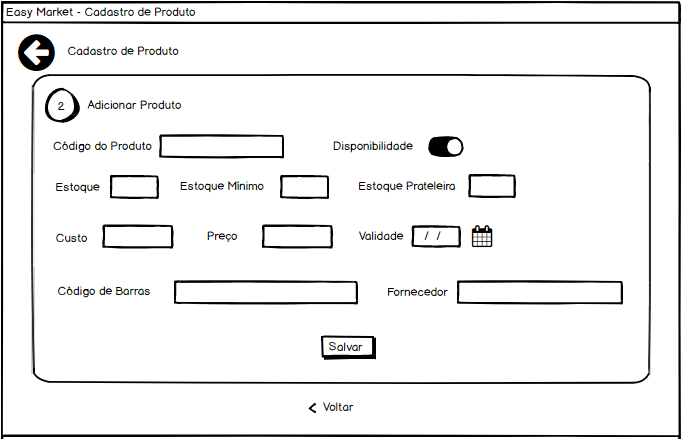 Easy Market - Cadastro de Produto
Cadastro de Produto
2 Adicionar Produto
Código do Produto Disponibilidade
Estoque Estoque Mínimo Estoque Prateleira
Custo Preço Validade / /
Código de Barras Fornecedor
Salvar
Voltar